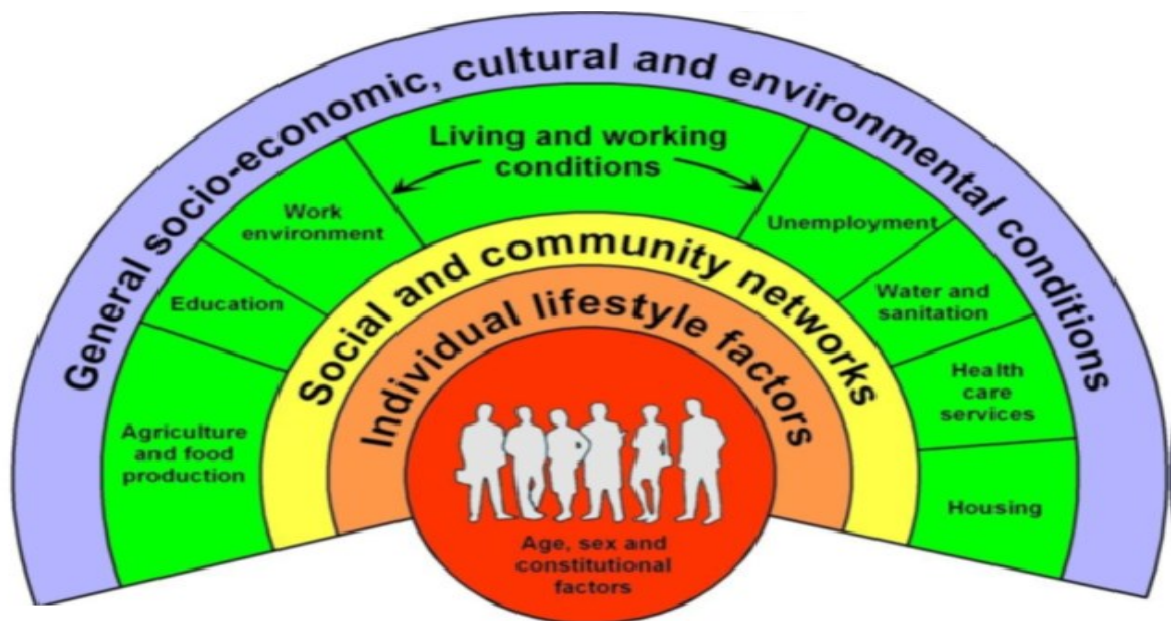 General socio-economic, cultural and environmental conditions
Living and working
conditions
Work
environment
Unemployment
Education
Water and
sanitation
Agriculture
and food
production
Health
care
services
Housing
Social and community networks
Individual lifestyle factors
Age, sex and
constitutional
factors